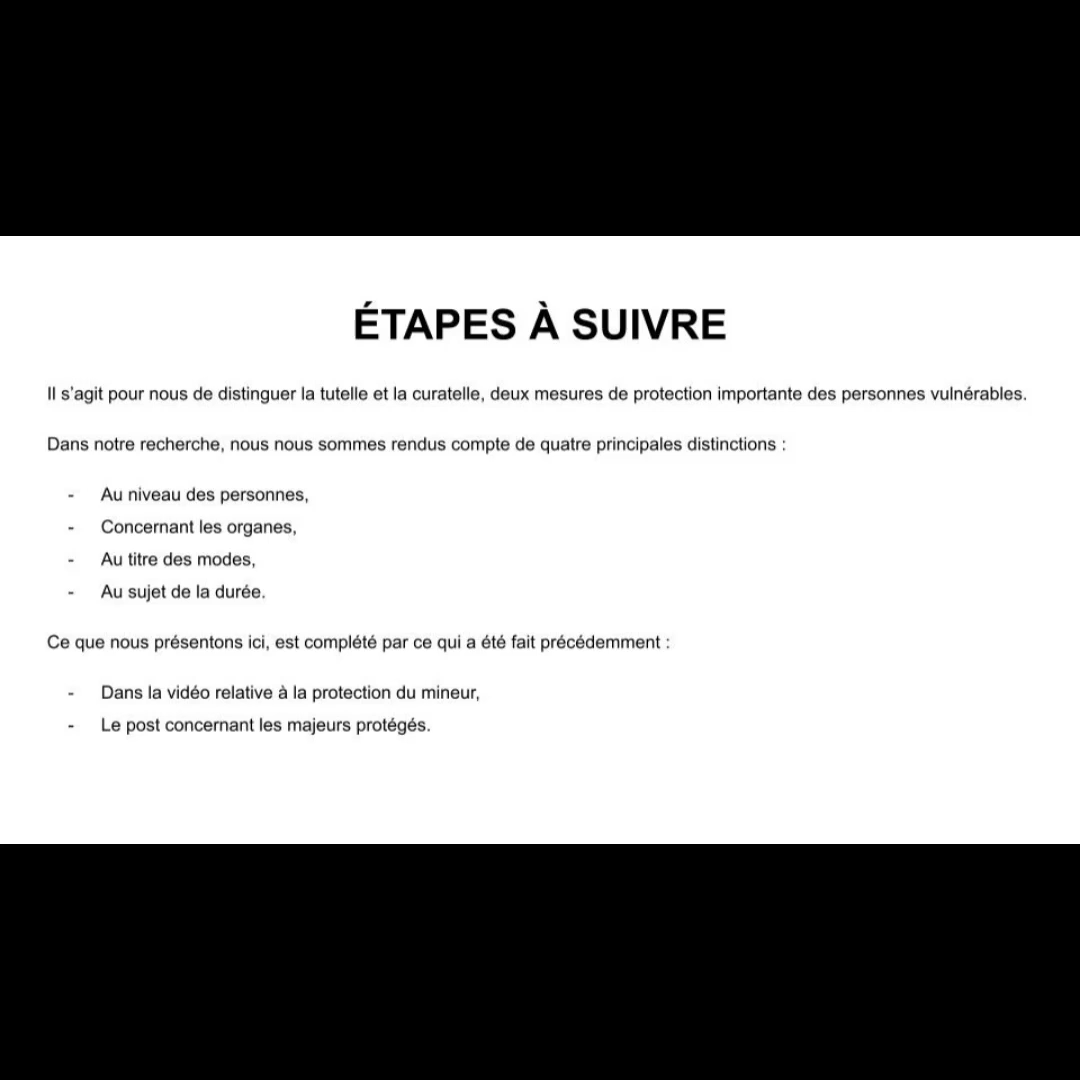 ÉTAPES À SUIVRE
Il s’agit pour nous de distinguer la tutelle et la curatelle, deux mesures de protection importante des personnes vulnérables.
Dans notre recherche, nous nous sommes rendus compte de quatre principales distinctions :
- Au niveau des personnes,
- Concernant les organes,
- Au titre des modes,
- Au sujet de la durée.
Ce que nous présentons ici, est complété par ce qui a été fait précédemment :
- Dans la vidéo relative à la protection du mineur,
- Le post concernant les majeurs protégés.